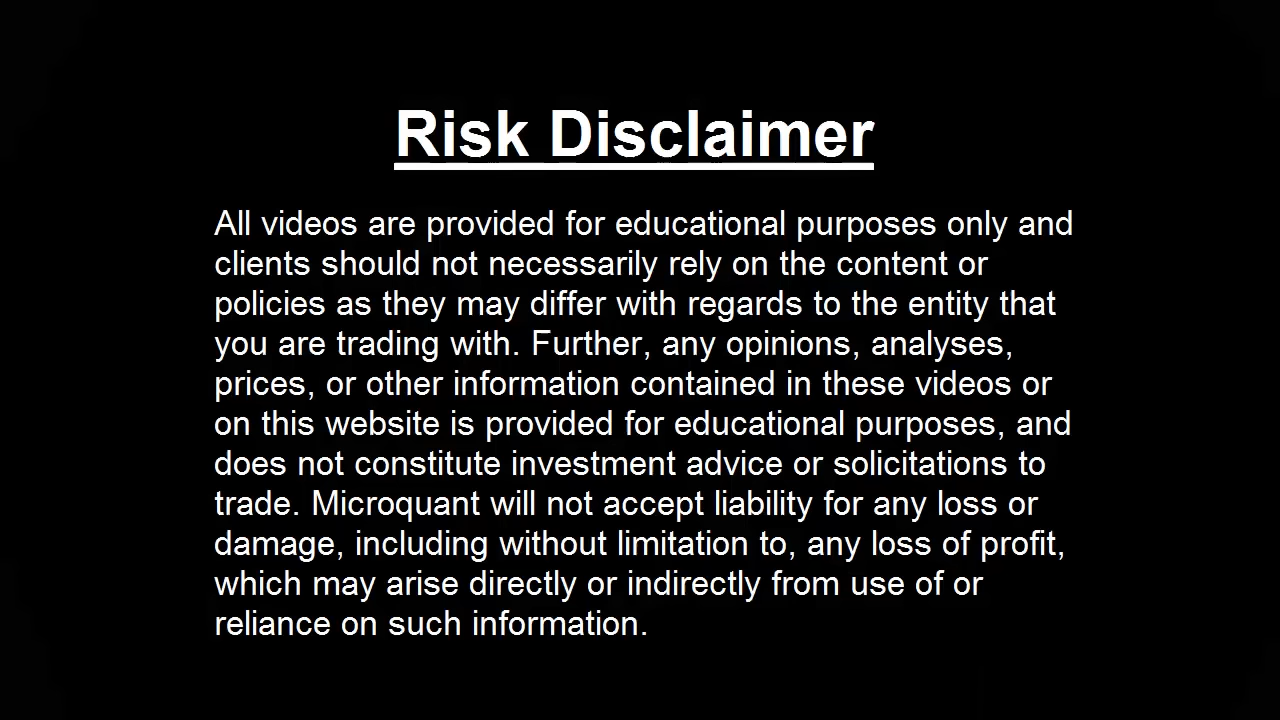 Risk Disclaimer
All videos are provided for educational purposes only and
clients should not necessarily rely on the content or
policies as they may differ with regards to the entity that
you are trading with. Further, any opinions, analyses,
prices, or other information contained in these videos or
on this website is provided for educational purposes, and
does not constitute investment advice or solicitations to
trade. Microquant will not accept liability for any loss or
damage, including without limitation to, any loss of profit,
which may arise directly or indirectly from use of or
reliance on such information.